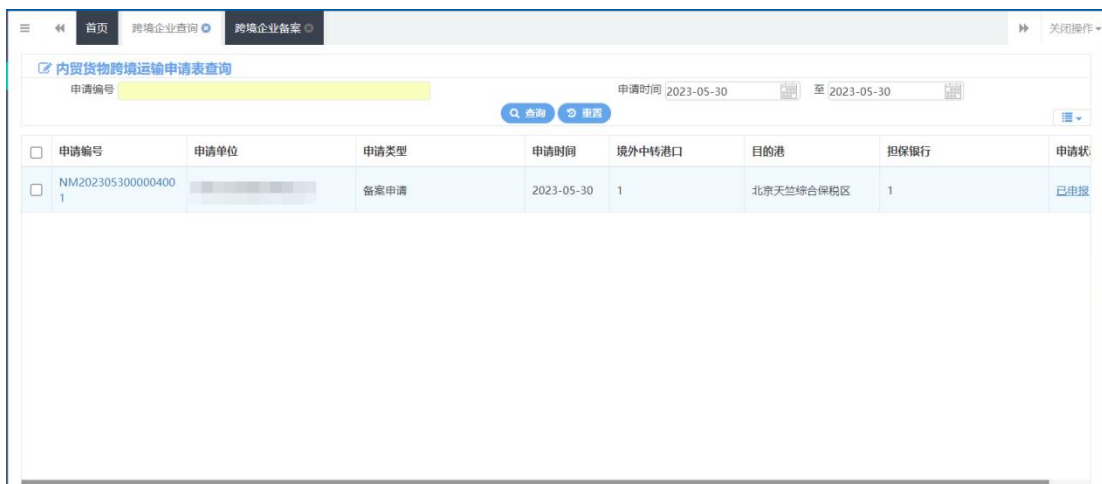 首页 跨境企业查询 跨境企业备案 关闭操作
内贸货物跨境运输申请表查询
申请编号 申请时间 2023-05-30 至 2023-05-30
查询 重置
申请编号 申请单位 申请类型 申请时间 境外中转港口 目的港 担保银行 申请状
NM202305300000400 备案申请 2023-05-30 1 北京天竺综合保税区 1 已申报
1